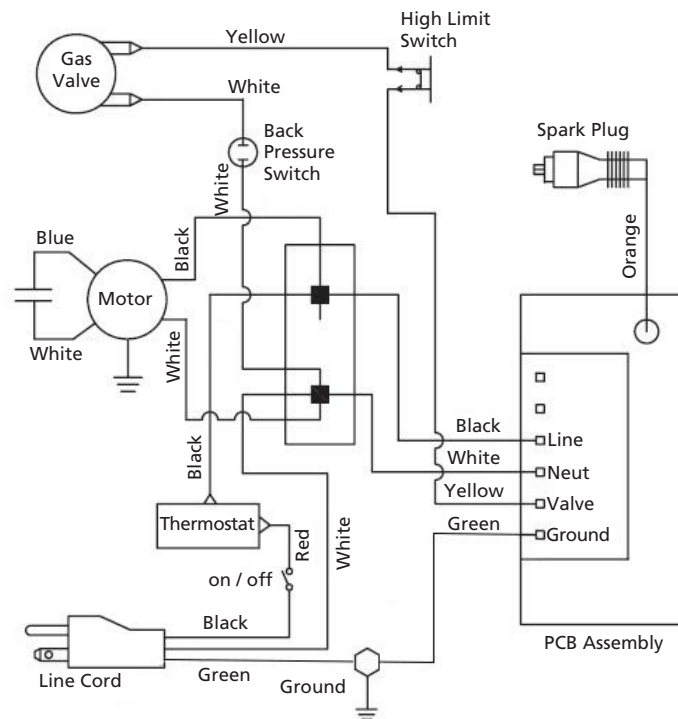 Yellow
High Limit
Switch
Gas
Valve
White
Back
Pressure
Switch
White
Spark Plug
Orange
Blue
Black
Motor
White
White
Black
Line
White
Neut
Yellow
Valve
Green
Ground
Black
Thermostat
Red
White
on / off
Black
Line Cord
Green
Ground
PCB Assembly